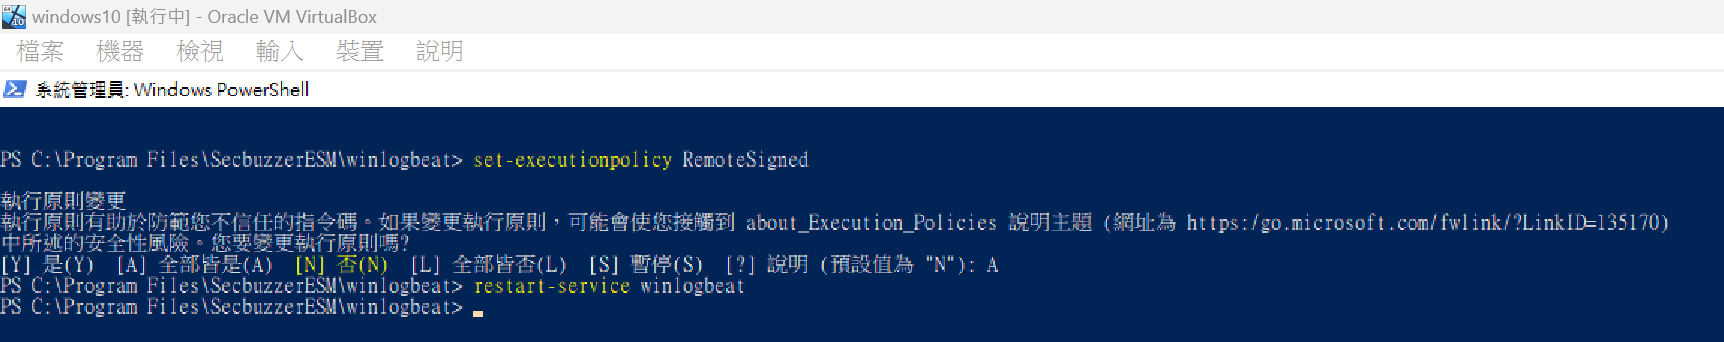 windows10 [執行中] - Oracle VM VirtualBox
檔案 機器 檢視 輸入 裝置 說明
系統管理員: Windows PowerShell
PS C:\Program Files\SecbuzzerESM\winlogbeat> set-executionpolicy RemoteSigned
執行原則變更
執行原則有助於防範您不信任的指令碼。如果變更執行原則，可能會使您接觸到 about_Execution_Policies 說明主題 (網址為 https:/go.microsoft.com/fwlink/?LinkID=135170)
中所述的安全性風險。您要變更執行原則嗎?
[Y] 是(Y)  [A] 全部皆是(A)  [N] 否(N)  [L] 全部皆否(L)  [S] 暫停(S)  [?] 說明 (預設值為 "N"): A
PS C:\Program Files\SecbuzzerESM\winlogbeat> restart-service winlogbeat
PS C:\Program Files\SecbuzzerESM\winlogbeat>